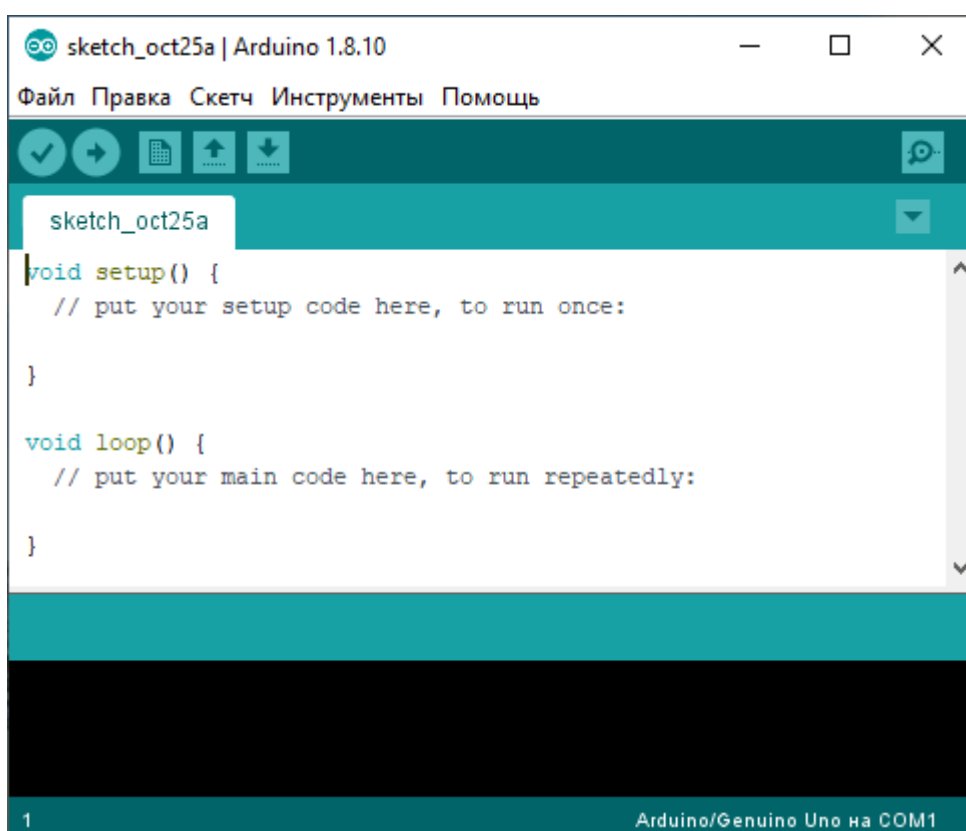 sketch_oct25a | Arduino 1.8.10
Файл Правка Скетч Инструменты Помощь
sketch_oct25a
void setup() {
  // put your setup code here, to run once:
}
void loop() {
  // put your main code here, to run repeatedly:
}
1 Arduino/Genuino Uno на COM1